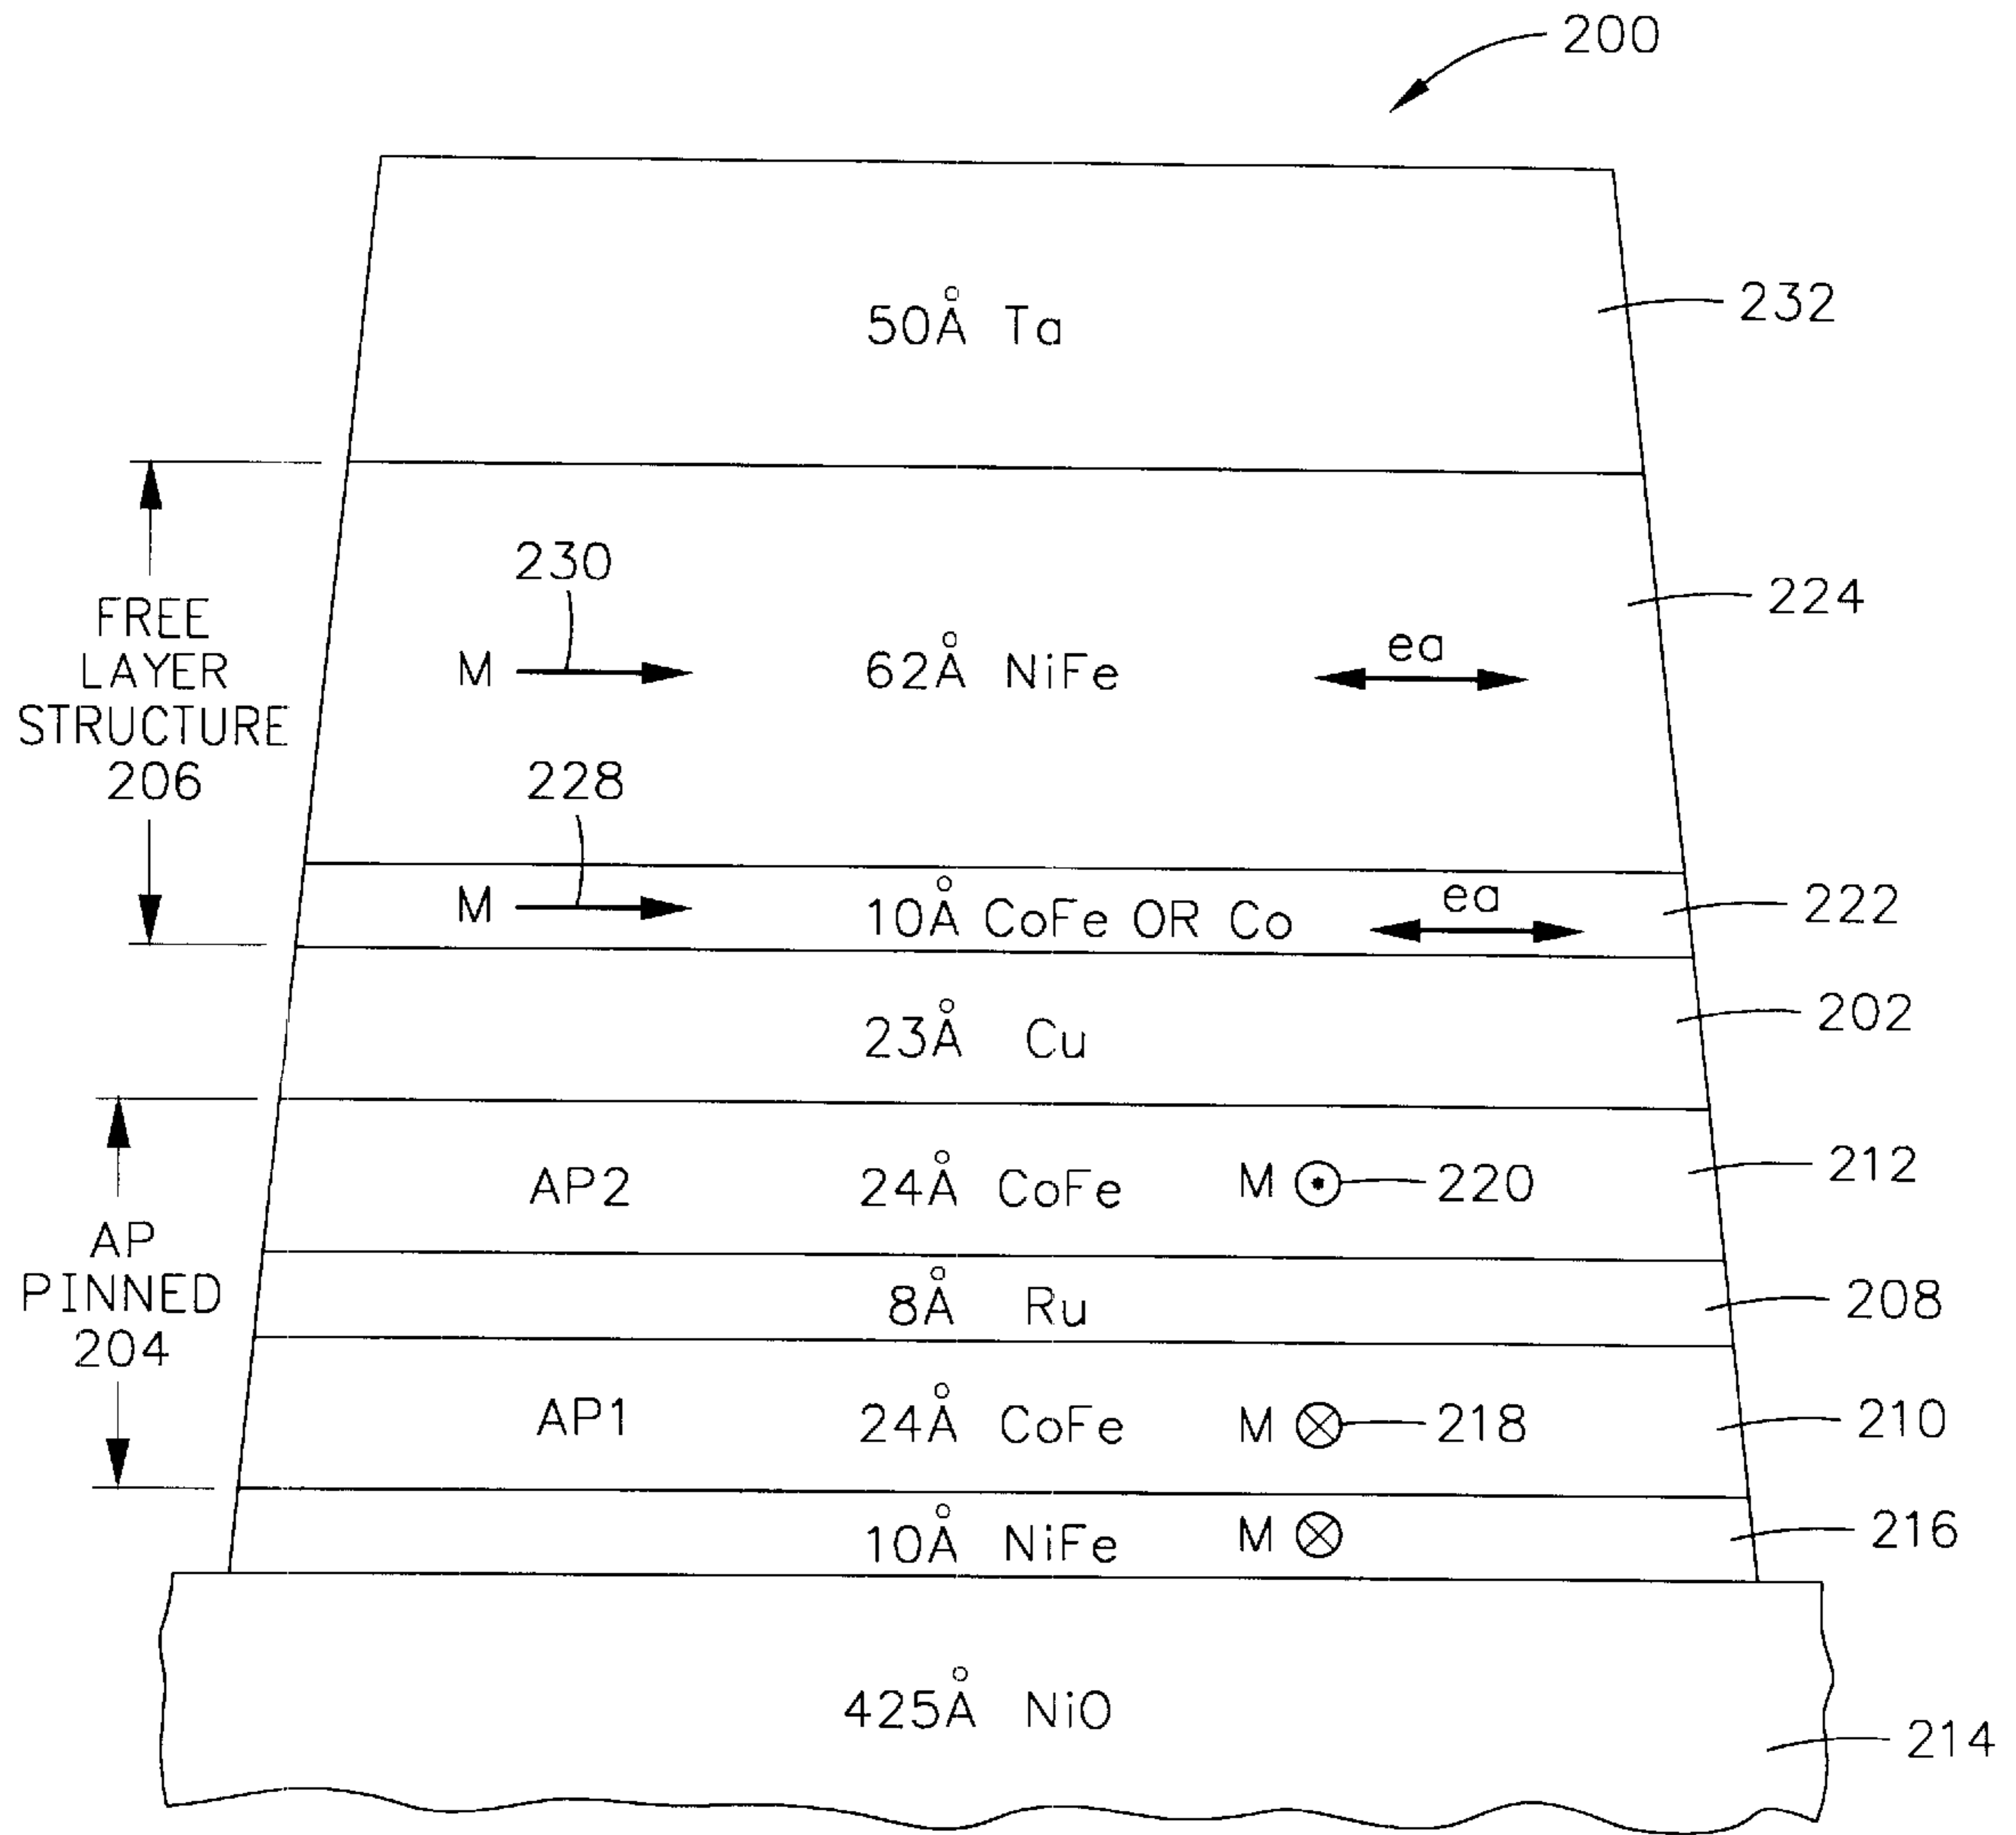 200
50Å Ta
232
FREE
LAYER
STRUCTURE
206
230
M
62Å NiFe
ea
224
228
M
10Å CoFe OR Co
ea
222
23Å Cu
202
AP
PINNED
204
AP2
24Å CoFe
M
220
212
8Å Ru
208
AP1
24Å CoFe
M
218
210
10Å NiFe
M
216
425Å NiO
214